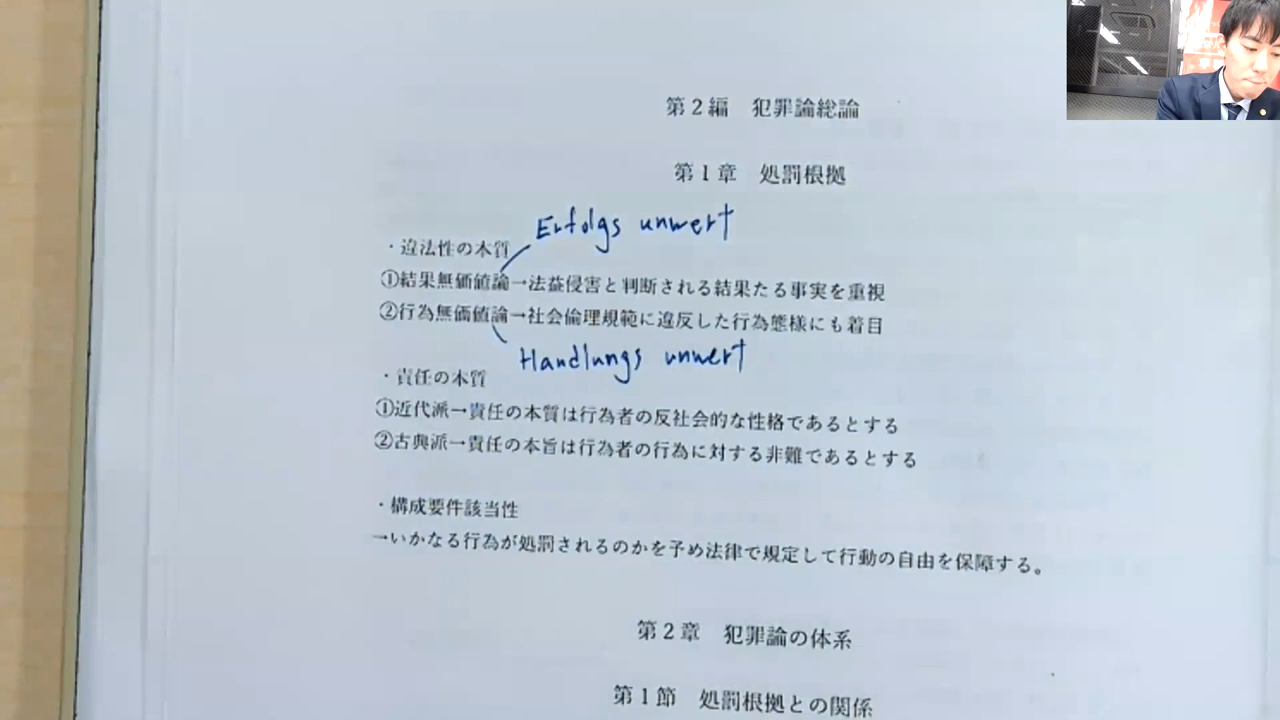 第2編 犯罪論総論
第1章 処罰根拠
Erfolgs unwert
・違法性の本質
①結果無価値論→法益侵害と判断される結果たる事実を重視
②行為無価値論→社会倫理規範に違反した行為態様にも着目
Handlungs unwert
・責任の本質
①近代派→責任の本質は行為者の反社会的な性格であるとする
②古典派→責任の本旨は行為者の行為に対する非難であるとする
・構成要件該当性
→いかなる行為が処罰されるのかを予め法律で規定して行動の自由を保障する。
第2章 犯罪論の体系
第1節 処罰根拠との関係